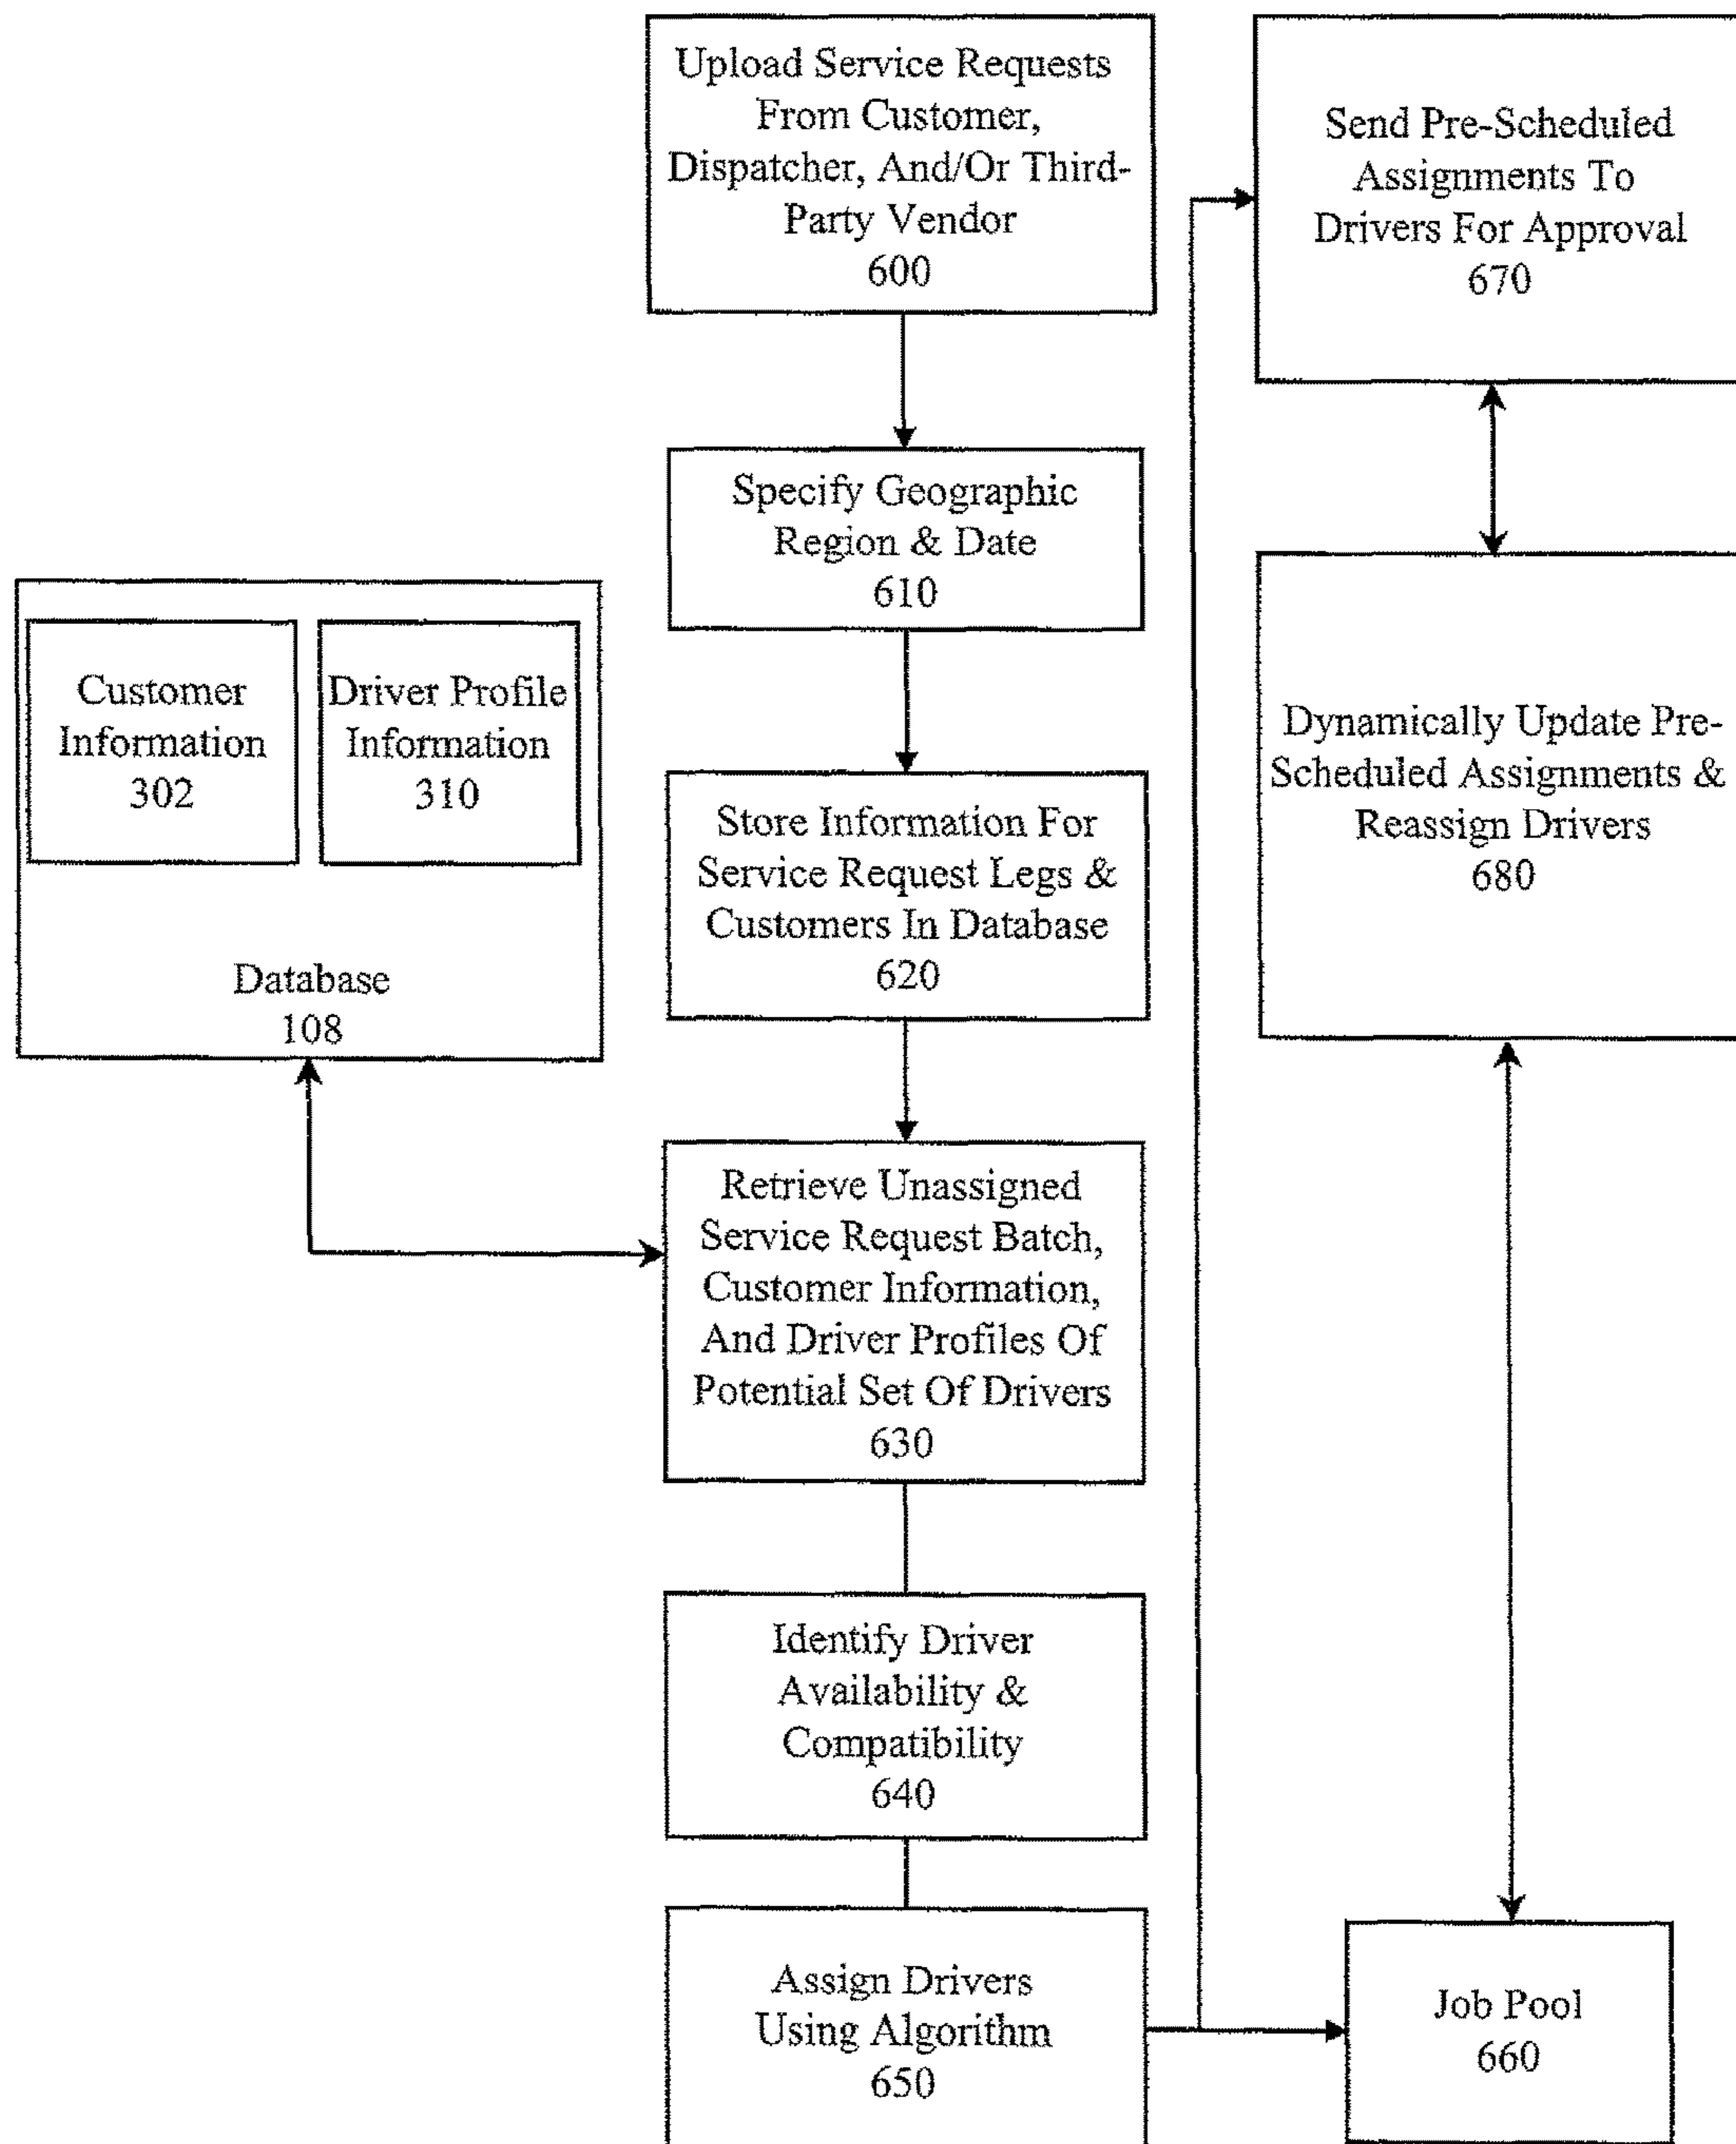 Upload Service Requests
From Customer,
Dispatcher, And/Or Third-
Party Vendor
600
Specify Geographic
Region & Date
610
Customer
Information
302
Driver Profile
Information
310
Database
108
Store Information For
Service Request Legs &
Customers In Database
620
Retrieve Unassigned
Service Request Batch,
Customer Information,
And Driver Profiles Of
Potential Set Of Drivers
630
Identify Driver
Availability &
Compatibility
640
Assign Drivers
Using Algorithm
650
Job Pool
660
Send Pre-Scheduled
Assignments To
Drivers For Approval
670
Dynamically Update Pre-
Scheduled Assignments &
Reassign Drivers
680